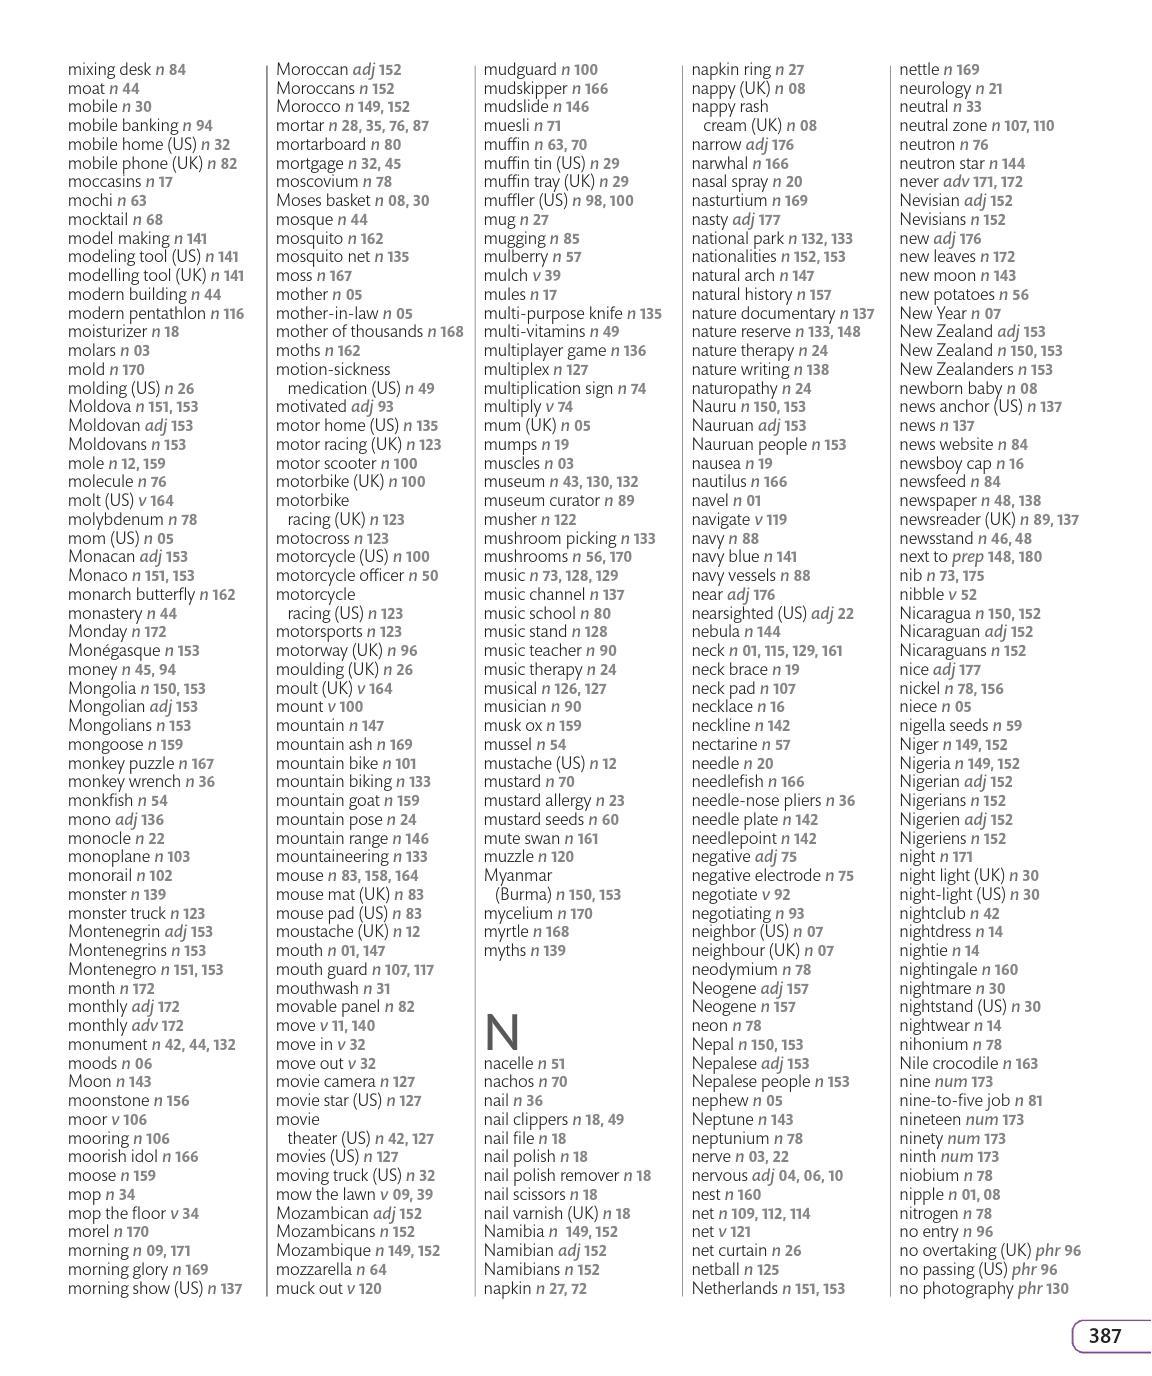 mixing desk n 84
moat n 44
mobile n 30
mobile banking n 94
mobile home (US) n 32
mobile phone (UK) n 82
moccasins n 17
mochi n 63
mocktail n 68
model making n 141
modeling tool (US) n 141
modelling tool (UK) n 141
modern building n 44
modern pentathlon n 116
moisturizer n 18
molars n 03
mold n 170
molding (US) n 26
Moldova n 151, 153
Moldovan adj 153
Moldovans n 153
mole n 12, 159
molecule n 76
molt (US) v 164
molybdenum n 78
mom (US) n 05
Monacan adj 153
Monaco n 151, 153
monarch butterfly n 162
monastery n 44
Monday n 172
Monégasque n 153
money n 45, 94
Mongolia n 150, 153
Mongolian adj 153
Mongolians n 153
mongoose n 159
monkey puzzle n 167
monkey wrench n 36
monkfish n 54
mono adj 136
monocle n 22
monoplane n 103
monorail n 102
monster n 139
monster truck n 123
Montenegrin adj 153
Montenegrins n 153
Montenegro n 151, 153
month n 172
monthly adj 172
monthly adv 172
monument n 42, 44, 132
moods n 06
Moon n 143
moonstone n 156
moor v 106
mooring n 106
moorish idol n 166
moose n 159
mop n 34
mop the floor v 34
morel n 170
morning n 09, 171
morning glory n 169
morning show (US) n 137
Moroccan adj 152
Moroccans n 152
Morocco n 149, 152
mortar n 28, 35, 76, 87
mortarboard n 80
mortgage n 32, 45
moscovium n 78
Moses basket n 08, 30
mosque n 44
mosquito n 162
mosquito net n 135
moss n 167
mother n 05
mother-in-law n 05
mother of thousands n 168
moths n 162
motion-sickness
medication (US) n 49
motivated adj 93
motor home (US) n 135
motor racing (UK) n 123
motor scooter n 100
motorbike (UK) n 100
motorbike
racing (UK) n 123
motocross n 123
motorcycle (US) n 100
motorcycle officer n 50
motorcycle
racing (US) n 123
motorsports n 123
motorway (UK) n 96
moulding (UK) n 26
moult (UK) v 164
mount v 100
mountain n 147
mountain ash n 169
mountain bike n 101
mountain biking n 133
mountain goat n 159
mountain pose n 24
mountain range n 146
mountaineering n 133
mouse n 83, 158, 164
mouse mat (UK) n 83
mouse pad (US) n 83
moustache (UK) n 12
mouth n 01, 147
mouth guard n 107, 117
mouthwash n 31
movable panel n 82
move v 11, 140
move in v 32
move out v 32
movie camera n 127
movie star (US) n 127
movie
theater (US) n 42, 127
movies (US) n 127
moving truck (US) n 32
mow the lawn v 09, 39
Mozambican adj 152
Mozambicans n 152
Mozambique n 149, 152
mozzarella n 64
muck out v 120
mudguard n 100
mudskipper n 166
mudslide n 146
muesli n 71
muffin n 63, 70
muffin tin (US) n 29
muffin tray (UK) n 29
muffler (US) n 98, 100
mug n 27
mugging n 85
mulberry n 57
mulch v 39
mules n 17
multi-purpose knife n 135
multi-vitamins n 49
multiplayer game n 136
multiplex n 127
multiplication sign n 74
multiply v 74
mum (UK) n 05
mumps n 19
muscles n 03
museum n 43, 130, 132
museum curator n 89
musher n 122
mushroom picking n 133
mushrooms n 56, 170
music n 73, 128, 129
music channel n 137
music school n 80
music stand n 128
music teacher n 90
music therapy n 24
musical n 126, 127
musician n 90
musk ox n 159
mussel n 54
mustache (US) n 12
mustard n 70
mustard allergy n 23
mustard seeds n 60
mute swan n 161
muzzle n 120
Myanmar
(Burma) n 150, 153
mycelium n 170
myrtle n 168
myths n 139
N
nacelle n 51
nachos n 70
nail n 36
nail clippers n 18, 49
nail file n 18
nail polish n 18
nail polish remover n 18
nail scissors n 18
nail varnish (UK) n 18
Namibia n 149, 152
Namibian adj 152
Namibians n 152
napkin n 27, 72
napkin ring n 27
nappy (UK) n 08
nappy rash
cream (UK) n 08
narrow adj 176
narwhal n 166
nasal spray n 20
nasturtium n 169
nasty adj 177
national park n 132, 133
nationalities n 152, 153
natural arch n 147
natural history n 157
nature documentary n 137
nature reserve n 133, 148
nature therapy n 24
nature writing n 138
naturopathy n 24
Nauru n 150, 153
Nauruan adj 153
Nauruan people n 153
nausea n 19
nautilus n 166
navel n 01
navigate v 119
navy n 88
navy blue n 141
navy vessels n 88
near adj 176
nearsighted (US) adj 22
nebula n 144
neck n 01, 115, 129, 161
neck brace n 19
neck pad n 107
necklace n 16
neckline n 142
nectarine n 57
needle n 20
needlefish n 166
needle-nose pliers n 36
needle plate n 142
needlepoint n 142
negative adj 75
negative electrode n 75
negotiate v 92
negotiating n 93
neighbor (US) n 07
neighbour (UK) n 07
neodymium n 78
Neogene adj 157
Neogene n 157
neon n 78
Nepal n 150, 153
Nepalese adj 153
Nepalese people n 153
nephew n 05
Neptune n 143
neptunium n 78
nerve n 03, 22
nervous adj 04, 06, 10
nest n 160
net n 109, 112, 114
net v 121
net curtain n 26
netball n 125
Netherlands n 151, 153
nettle n 169
neurology n 21
neutral n 33
neutral zone n 107, 110
neutron n 76
neutron star n 144
never adv 171, 172
Nevisian adj 152
Nevisians n 152
new adj 176
new leaves n 172
new moon n 143
new potatoes n 56
New Year n 07
New Zealand adj 153
New Zealand n 150, 153
New Zealanders n 153
newborn baby n 08
news anchor (US) n 137
news n 137
news website n 84
newsboy cap n 16
newsfeed n 84
newspaper n 48, 138
newsreader (UK) n 89, 137
newsstand n 46, 48
next to prep 148, 180
nib n 73, 175
nibble v 52
Nicaragua n 150, 152
Nicaraguan adj 152
Nicaraguans n 152
nice adj 177
nickel n 78, 156
niece n 05
nigella seeds n 59
Niger n 149, 152
Nigeria n 149, 152
Nigerian adj 152
Nigerians n 152
Nigerien adj 152
Nigeriens n 152
night n 171
night light (UK) n 30
night-light (US) n 30
nightclub n 42
nightdress n 14
nightie n 14
nightingale n 160
nightmare n 30
nightstand (US) n 30
nightwear n 14
nihonium n 78
Nile crocodile n 163
nine num 173
nine-to-five job n 81
nineteen num 173
ninety num 173
ninth num 173
niobium n 78
nipple n 01, 08
nitrogen n 78
no entry n 96
no overtaking (UK) phr 96
no passing (US) phr 96
no photography phr 130
387